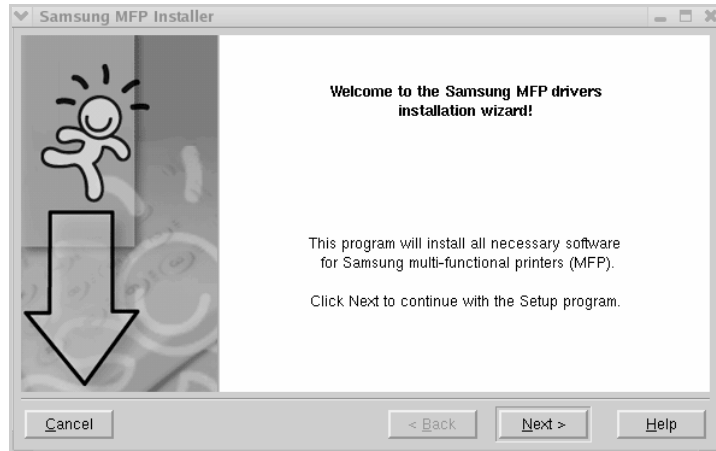 Samsung MFP Installer
Welcome to the Samsung MFP drivers
installation wizard!
This program will install all necessary software
for Samsung multi-functional printers (MFP).
Click Next to continue with the Setup program.
Cancel
< Back
Next >
Help